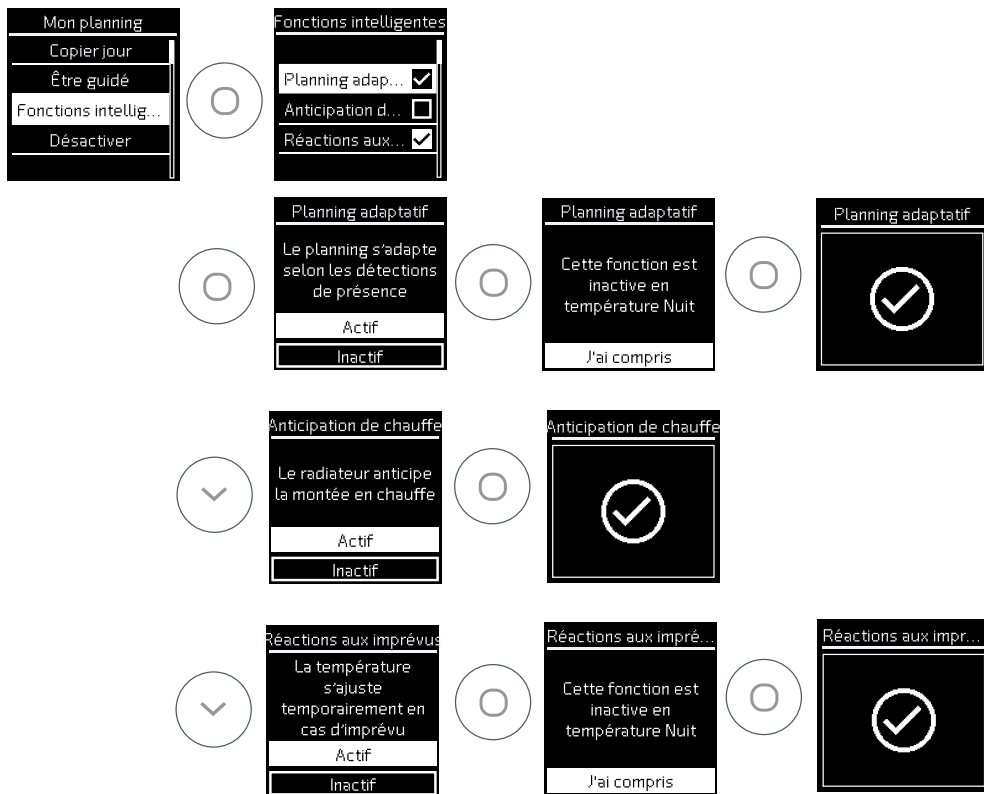 Mon planning
Copier jour
Être guidé
Fonctions intellig...
Désactiver
Fonctions intelligentes
Planning adap...
Anticipation d...
Réactions aux...
Planning adaptatif
Le planning s'adapte
selon les détections
de présence
Actif
Inactif
Planning adaptatif
Cette fonction est
inactive en
température Nuit
J'ai compris
Planning adaptatif
Anticipation de chauffe
Le radiateur anticipe
la montée en chauffe
Actif
Inactif
Anticipation de chauffe
Réactions aux imprévus
La température
s'ajuste
temporairement en
cas d'imprévu
Actif
Inactif
Réactions aux impré...
Cette fonction est
inactive en
température Nuit
J'ai compris
Réactions aux impr...